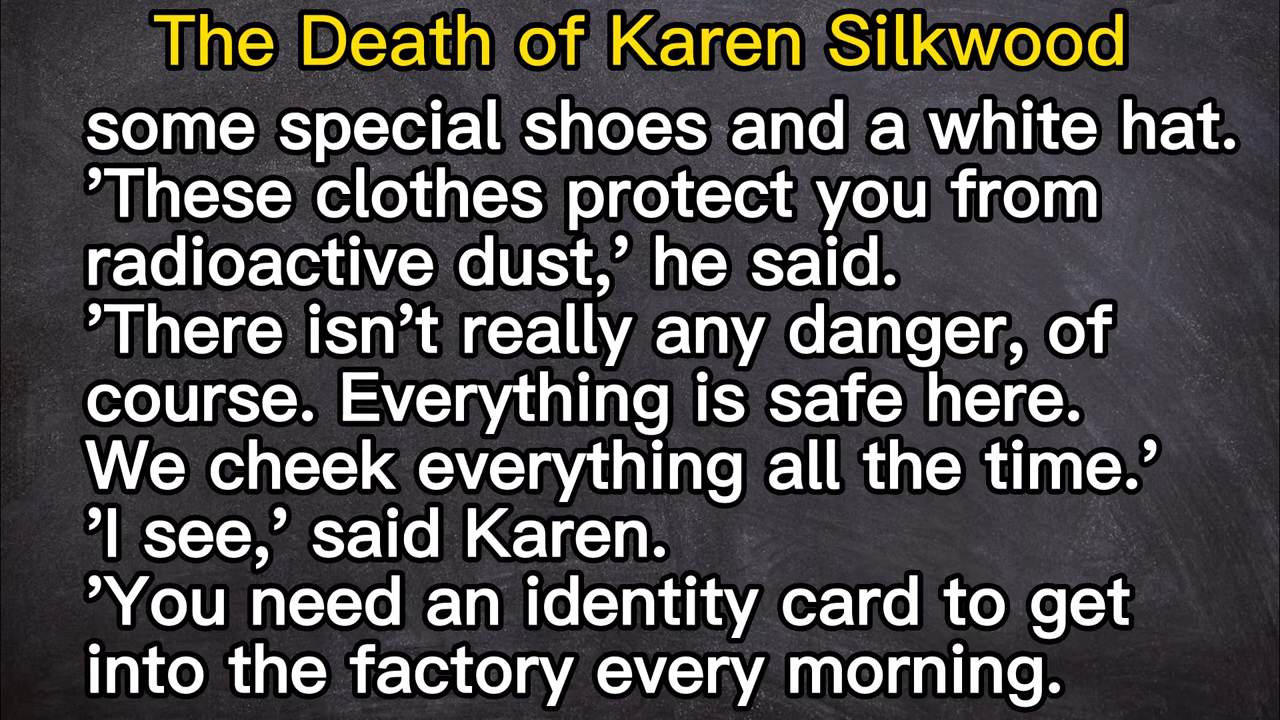 The Death of Karen Silkwood
some special shoes and a white hat.
’These clothes protect you from
radioactive dust,’ he said.
’There isn’t really any danger, of
course. Everything is safe here.
We cheek everything all the time.’
’I see,’ said Karen.
’You need an identity card to get
into the factory every morning.